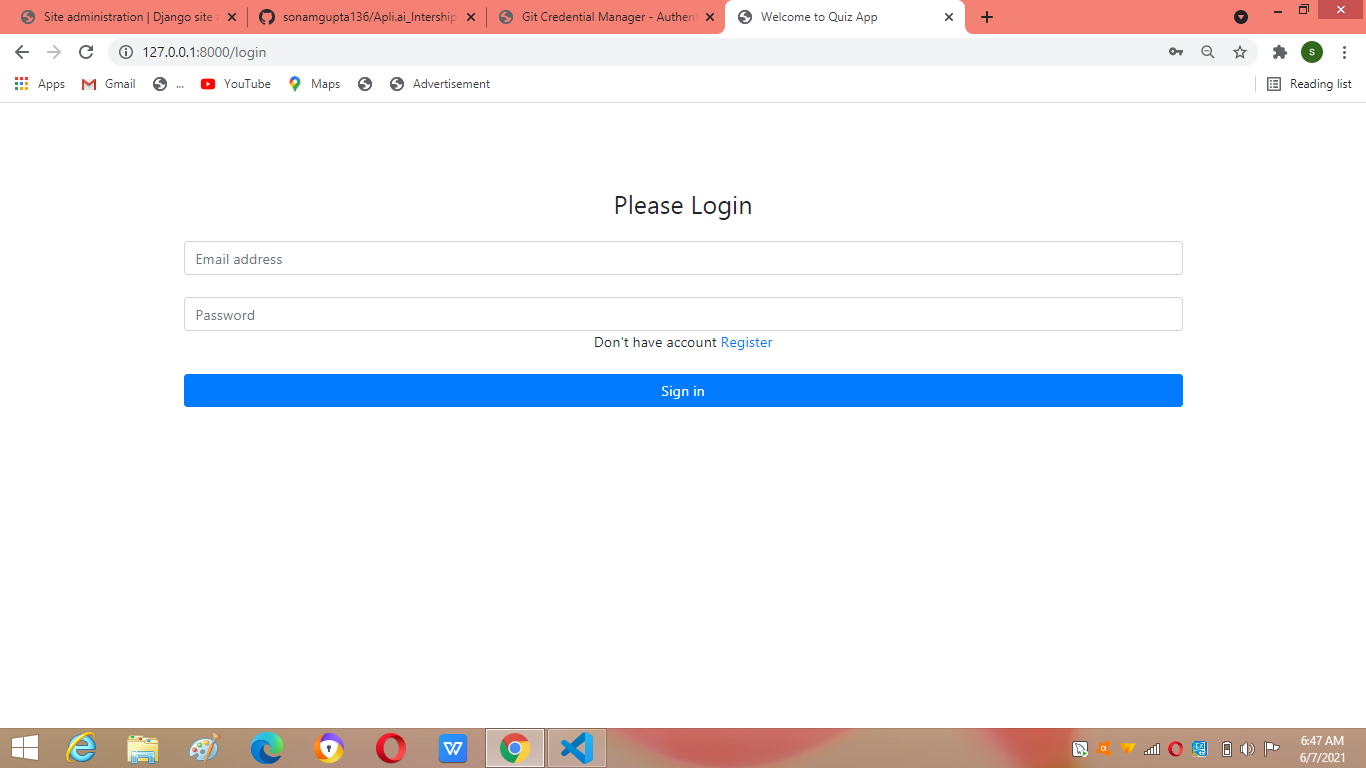 Site administration | Django site
sonamgupta136/Apli.ai_Intership
Git Credential Manager - Authen
Welcome to Quiz App
127.0.0.1:8000/login
S
Apps
Gmail
...
YouTube
Maps
Advertisement
Reading list
Please Login
Email address
Password
Don't have account Register
Sign in
6:47 AM
6/7/2021